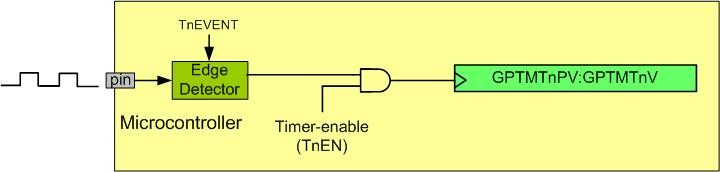 TnEVENT
pin
Edge
Detector
GPTMTnPV:GPTMTnV
Microcontroller
Timer-enable
(TnEN)